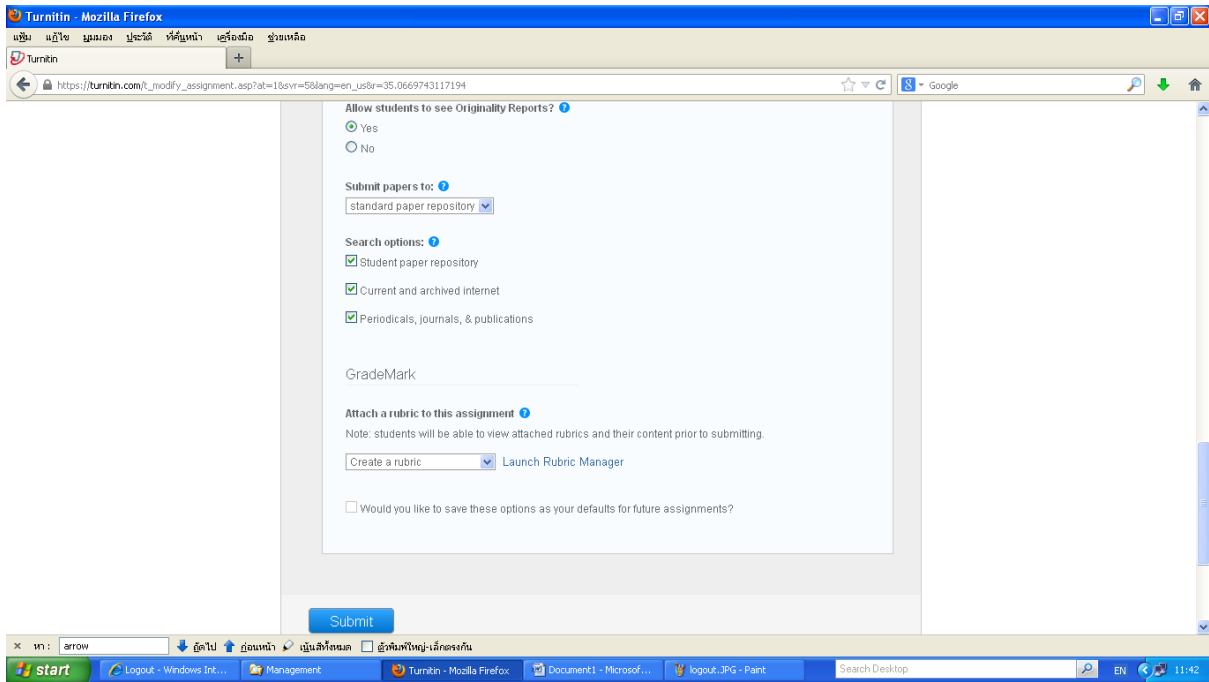 Turnitin - Mozilla Firefox
แฟ้ม แก้ไข มุมมอง ประวัติ ที่คั่นหน้า เครื่องมือ ช่วยเหลือ
Turnitin
https://turnitin.com/t_modify_assignment.asp?at=1&svr=58&lang=en_us&r=35.0669743117194 Google
Allow students to see Originality Reports?
Yes
No
Submit papers to:
standard paper repository
Search options:
Student paper repository
Current and archived internet
Periodicals, journals, & publications
GradeMark
Attach a rubric to this assignment
Note: students will be able to view attached rubrics and their content prior to submitting.
Create a rubric Launch Rubric Manager
Would you like to save these options as your defaults for future assignments?
Submit
หา: arrow ถัดไป ก่อนหน้า เน้นสีทั้งหมด ตัวพิมพ์ใหญ่-เล็กตรงกัน
start Logout - Windows Int... Management Turnitin - Mozilla Firefox Document1 - Microsof... logout.JPG - Paint Search Desktop EN 11:42